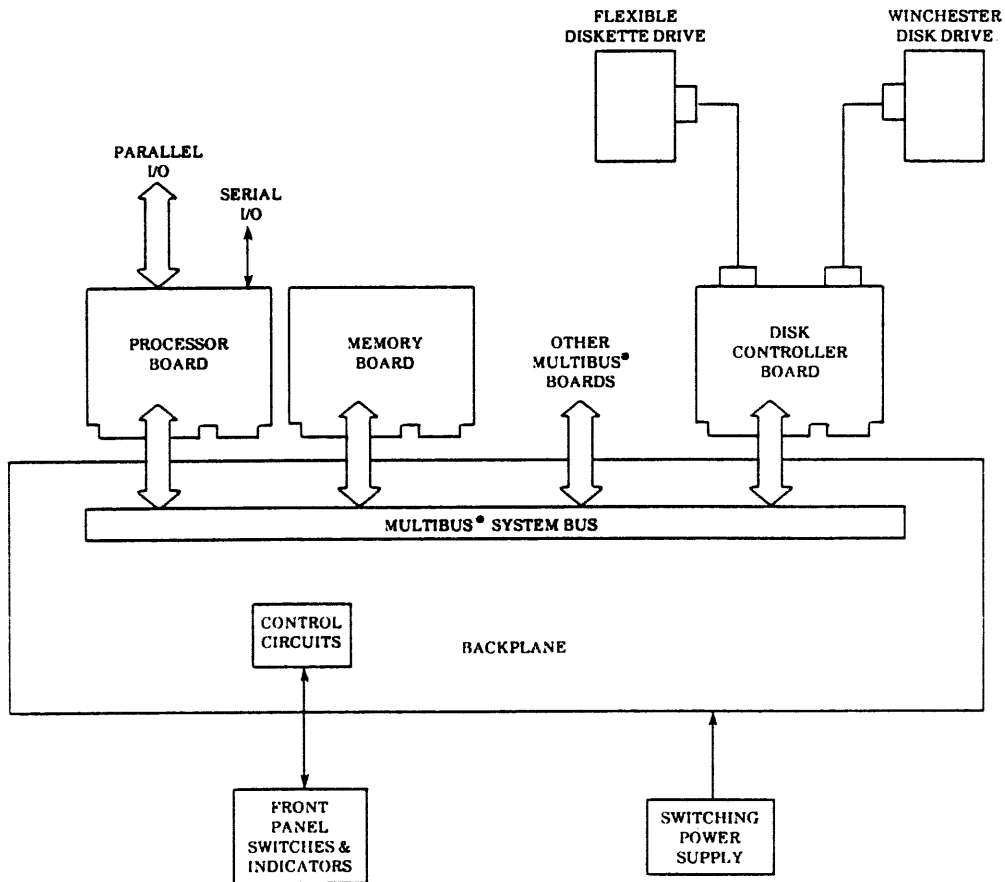 FLEXIBLE
DISKETTE DRIVE
WINCHESTER
DISK DRIVE
PARALLEL
I/O
SERIAL
I/O
PROCESSOR
BOARD
MEMORY
BOARD
OTHER
MULTIBUS®
BOARDS
DISK
CONTROLLER
BOARD
MULTIBUS® SYSTEM BUS
CONTROL
CIRCUITS
BACKPLANE
FRONT
PANEL
SWITCHES &
INDICATORS
SWITCHING
POWER
SUPPLY